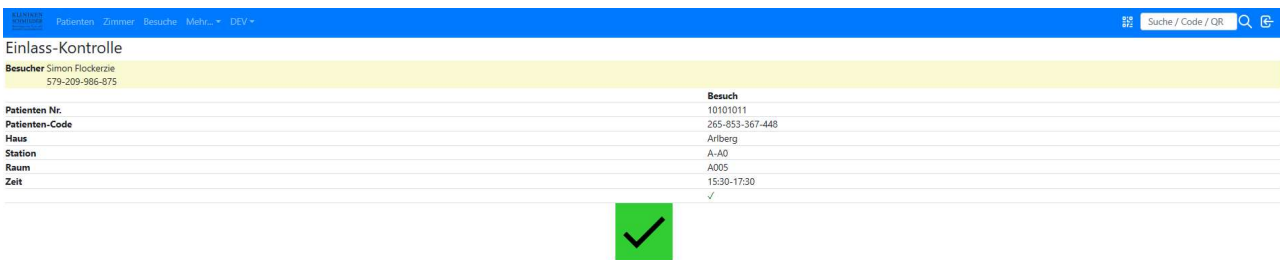 KLINIKEN
Patienten Zimmer Besuche Mehr... DEV Suche / Code / QR
Einlass-Kontrolle
Besucher Simon Flockerzie
579-209-986-875
Besuch
Patienten Nr. 10101011
Patienten-Code 265-853-367-448
Haus Arlberg
Station A-A0
Raum A005
Zeit 15:30-17:30
✓